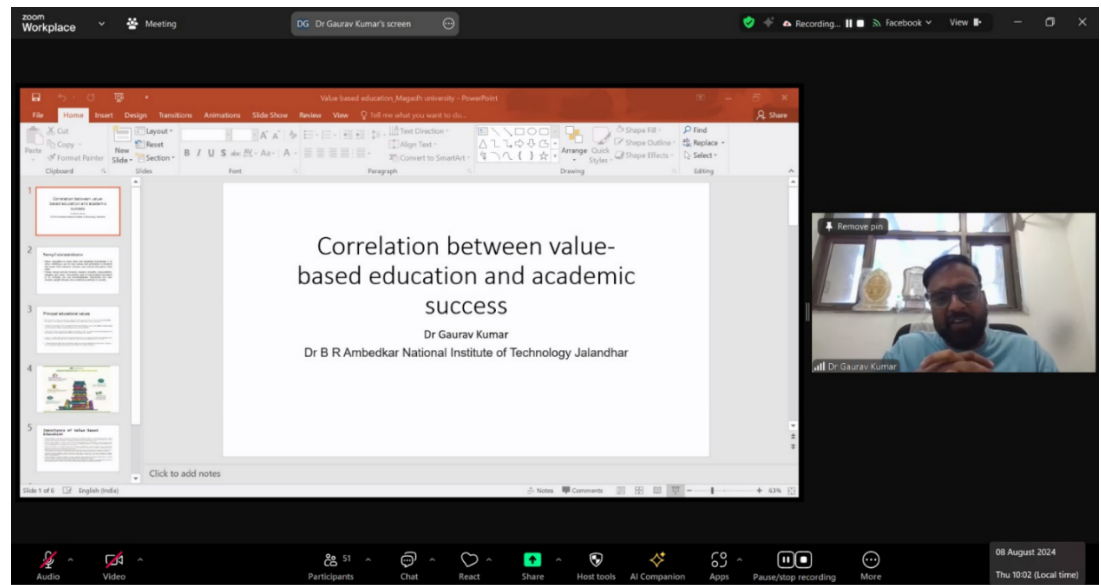 zoom
Workplace
Meeting
DG Dr Gaurav Kumar's screen
Recording...
Facebook
View
Value based education_Magadh university - PowerPoint
File Home Insert Design Transitions Animations Slide Show Review View Tell me what you want to do...
Share
Cut
Copy
Format Painter
Paste
Clipboard
New
Slide
Layout
Reset
Section
Slides
Font
Text Direction
Align Text
Convert to SmartArt
Paragraph
Arrange
Quick
Styles
Shape Fill
Shape Outline
Shape Effects
Drawing
Find
Replace
Select
Editing
1
2
3
4
5
Correlation between value-
based education and academic
success
Dr Gaurav Kumar
Dr B R Ambedkar National Institute of Technology Jalandhar
Click to add notes
Slide 1 of 6 English (India)
Notes Comments 63%
Remove pin
Dr Gaurav Kumar
Audio
Video
51
Participants
Chat
React
Share
Host tools
AI Companion
Apps
Pause/stop recording
More
08 August 2024
Thu 10:02 (Local time)